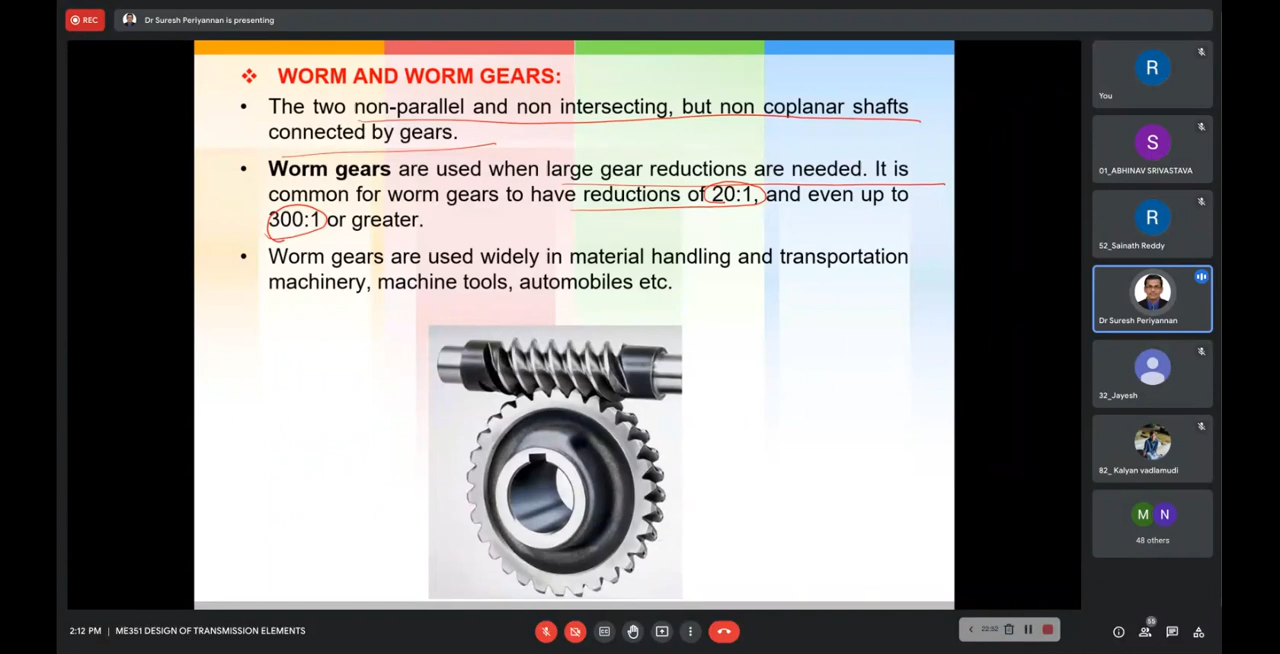 REC
Dr Suresh Periyannan is presenting
❖ WORM AND WORM GEARS:
• The two non-parallel and non intersecting, but non coplanar shafts
connected by gears.
• Worm gears are used when large gear reductions are needed. It is
common for worm gears to have reductions of 20:1, and even up to
300:1 or greater.
• Worm gears are used widely in material handling and transportation
machinery, machine tools, automobiles etc.
R
You
S
01_ABHINAV SRIVASTAVA
R
52_Sainath Reddy
Dr Suresh Periyannan
32_Jayesh
82_ Kalyan vadlamudi
M N
48 others
2:12 PM | ME351 DESIGN OF TRANSMISSION ELEMENTS
CC
22:52
55